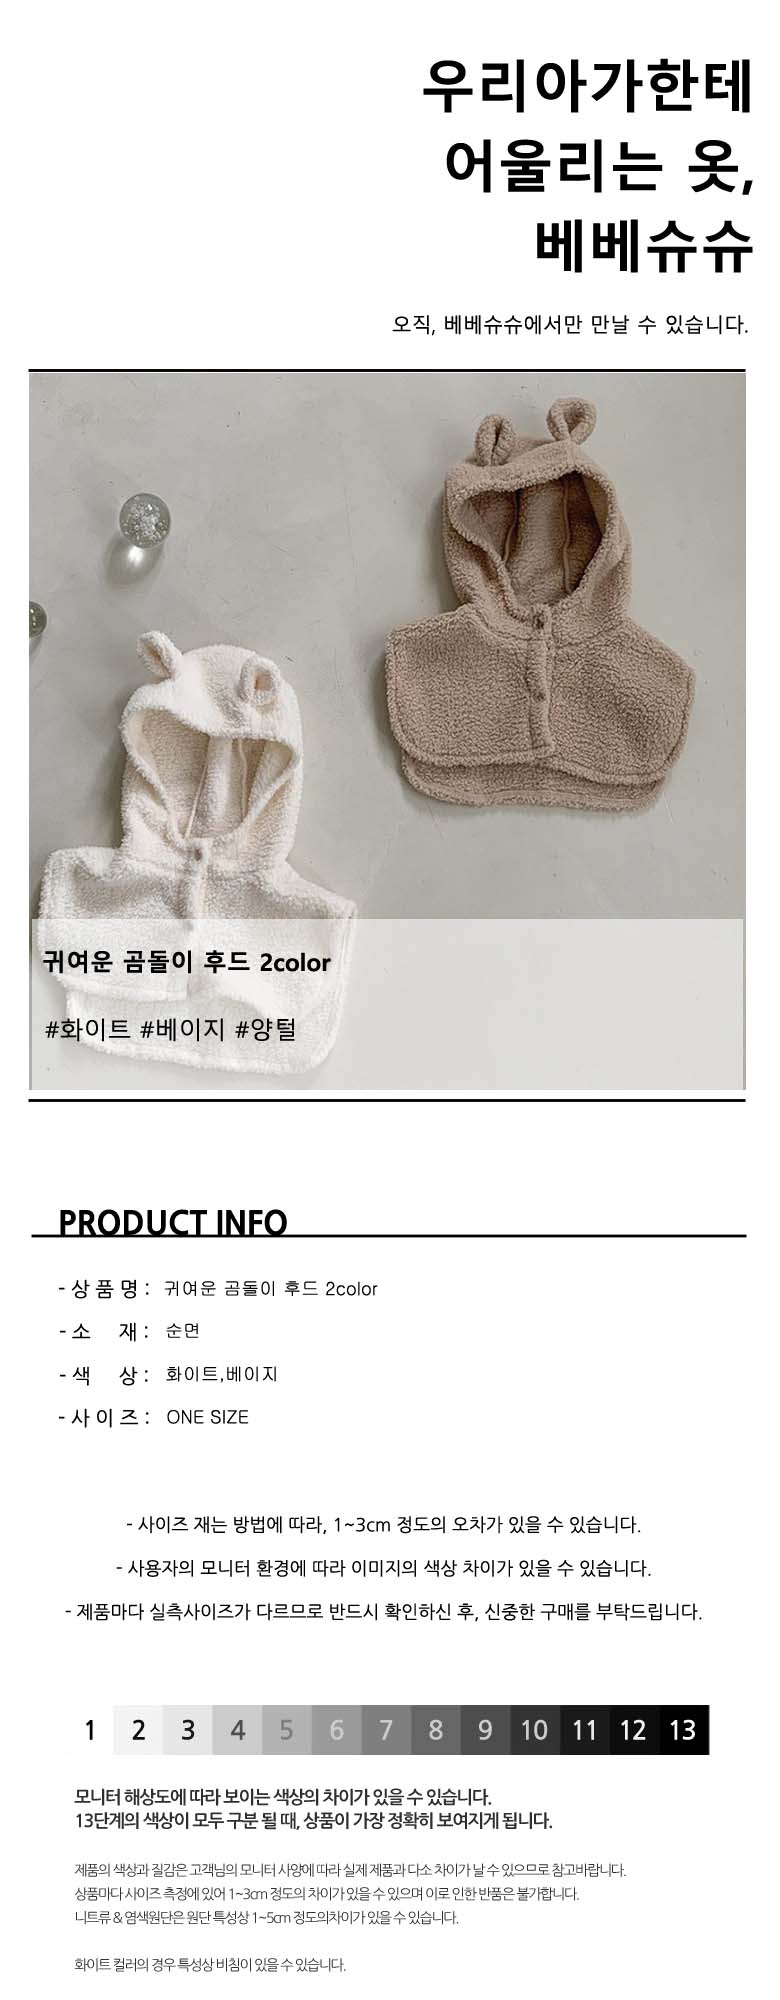 우리아가한테
어울리는 옷,
베베슈슈
오직, 베베슈슈에서만 만날 수 있습니다.
귀여운 곰돌이 후드 2color
#화이트 #베이지 #양털
PRODUCT INFO
- 상 품 명 : 귀여운 곰돌이 후드 2color
- 소 재 : 순면
- 색 상 : 화이트,베이지
- 사 이 즈 : ONE SIZE
- 사이즈 재는 방법에 따라, 1~3cm 정도의 오차가 있을 수 있습니다.
- 사용자의 모니터 환경에 따라 이미지의 색상 차이가 있을 수 있습니다.
- 제품마다 실측사이즈가 다르므로 반드시 확인하신 후, 신중한 구매를 부탁드립니다.
1 2 3 4 5 6 7 8 9 10 11 12 13
모니터 해상도에 따라 보이는 색상의 차이가 있을 수 있습니다.
13단계의 색상이 모두 구분 될 때, 상품이 가장 정확히 보여지게 됩니다.
제품의 색상과 질감은 고객님의 모니터 사양에 따라 실제 제품과 다소 차이가 날 수 있으므로 참고바랍니다.
상품마다 사이즈 측정에 있어 1~3cm 정도의 차이가 있을 수 있으며 이로 인한 반품은 불가합니다.
니트류 & 염색원단은 원단 특성상 1~5cm 정도의차이가 있을 수 있습니다.
화이트 컬러의 경우 특성상 비침이 있을 수 있습니다.